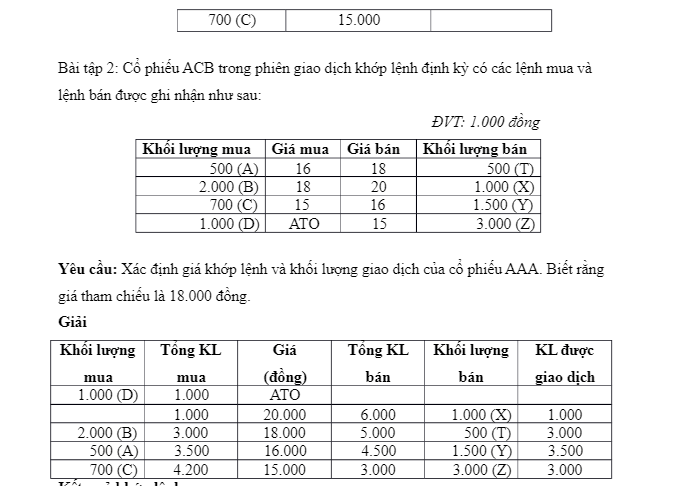 700 (C) 15.000
Bài tập 2: Cổ phiếu ACB trong phiên giao dịch khớp lệnh định kỳ có các lệnh mua và
lệnh bán được ghi nhận như sau:
ĐVT: 1.000 đồng
Khối lượng mua Giá mua Giá bán Khối lượng bán
500 (A) 16 18 500 (T)
2.000 (B) 18 20 1.000 (X)
700 (C) 15 16 1.500 (Y)
1.000 (D) ATO 15 3.000 (Z)
Yêu cầu: Xác định giá khớp lệnh và khối lượng giao dịch của cổ phiếu AAA. Biết rằng
giá tham chiếu là 18.000 đồng.
Giải
Khối lượng Tổng KL Giá Tổng KL Khối lượng KL được
mua mua (đồng) bán bán giao dịch
1.000 (D) 1.000 ATO
1.000 20.000 6.000 1.000 (X) 1.000
2.000 (B) 3.000 18.000 5.000 500 (T) 3.000
500 (A) 3.500 16.000 4.500 1.500 (Y) 3.500
700 (C) 4.200 15.000 3.000 3.000 (Z) 3.000